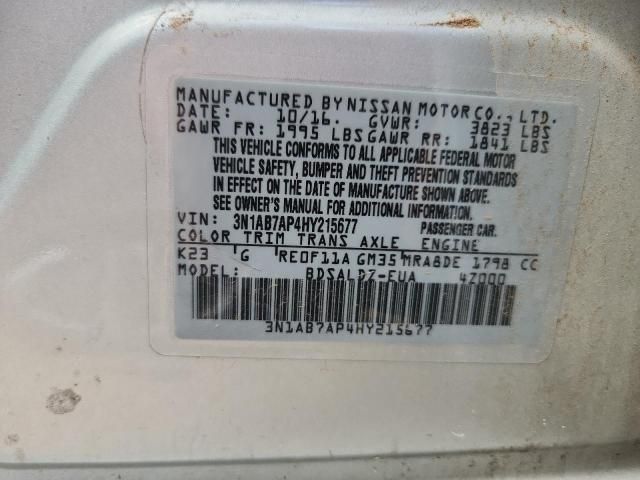 MANUFACTURED BY NISSAN MOTOR CO., LTD.
DATE: 10/16. GVWR: 3823 LBS
GAWR FR: 1995 LBS GAWR RR: 1841 LBS
THIS VEHICLE CONFORMS TO ALL APPLICABLE FEDERAL MOTOR
VEHICLE SAFETY, BUMPER AND THEFT PREVENTION STANDARDS
IN EFFECT ON THE DATE OF MANUFACTURE SHOWN ABOVE.
SEE OWNER'S MANUAL FOR ADDITIONAL INFORMATION.
VIN: 3N1AB7AP4HY215677 PASSENGER CAR.
COLOR TRIM TRANS AXLE ENGINE
K23 G RE0F11A GM35 MRA8DE 1798 CC
MODEL: BDSALDZ-EUA 4Z000
3N1AB7AP4HY215677